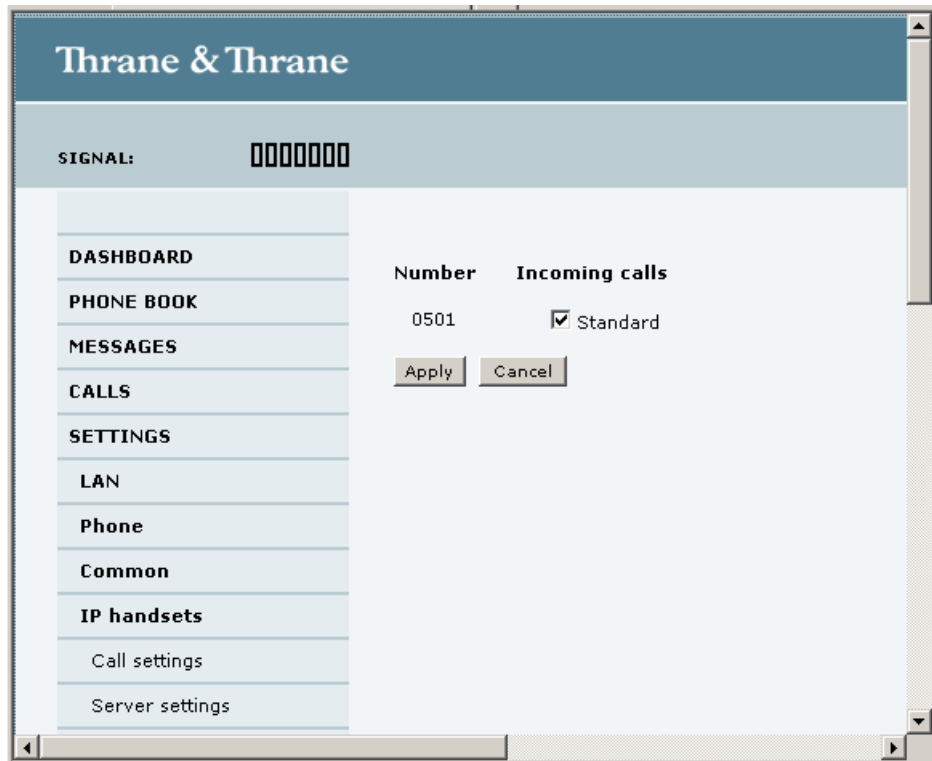 Thrane & Thrane
SIGNAL:
DASHBOARD
PHONE BOOK
MESSAGES
CALLS
SETTINGS
LAN
Phone
Common
IP handsets
Call settings
Server settings
Number Incoming calls
0501 Standard
Apply Cancel